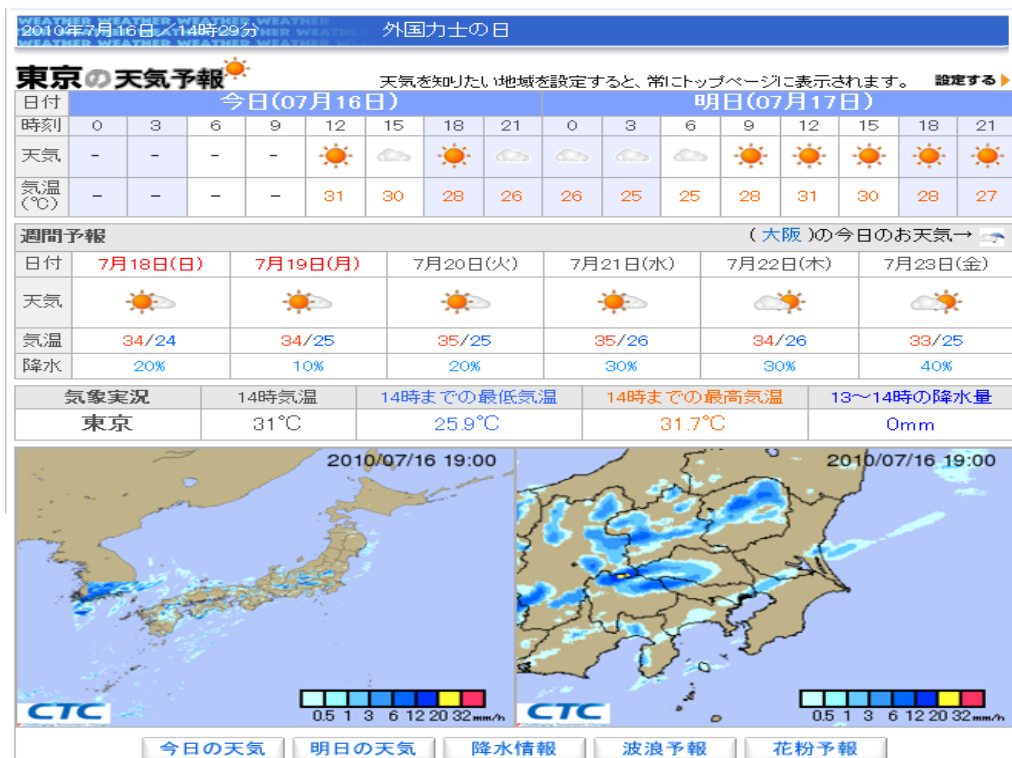 WEATHER WEATHER WEATHER WEATHER WEATHER
2010年7月16日/14時29分 外国力士の日
東京の天気予報 天気を知りたい地域を設定すると、常にトップページに表示されます。 設定する
日付 今日(07月16日) 明日(07月17日)
時刻 0 3 6 9 12 15 18 21 0 3 6 9 12 15 18 21
天気 - - - -
気温(℃) - - - - 31 30 28 26 26 25 25 28 31 30 28 27
週間予報 ( 大阪 )の今日のお天気→
日付 7月18日(日) 7月19日(月) 7月20日(火) 7月21日(水) 7月22日(木) 7月23日(金)
天気
気温 34/24 34/25 35/25 35/26 34/26 33/25
降水 20% 10% 20% 30% 30% 40%
気象実況 14時気温 14時までの最低気温 14時までの最高気温 13〜14時の降水量
東京 31℃ 25.9℃ 31.7℃ 0mm
2010/07/16 19:00 2010/07/16 19:00
CTC 0.5 1 3 6 12 20 32mm/h CTC 0.5 1 3 6 12 20 32mm/h
今日の天気 明日の天気 降水情報 波浪予報 花粉予報